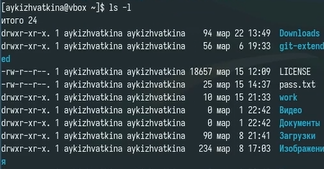 [aykizhvatkina@vbox ~]$ ls -l
итого 24
drwxr-xr-x. 1 aykizhvatkina aykizhvatkina    94 мар 22 13:49 Downloads
drwxr-xr-x. 1 aykizhvatkina aykizhvatkina    56 мар  6 19:33 git-extend
ed
-rw-r--r--. 1 aykizhvatkina aykizhvatkina 18657 мар 15 12:09 LICENSE
-rw-r--r--. 1 aykizhvatkina aykizhvatkina    25 мар 15 14:37 pass.txt
drwxr-xr-x. 1 aykizhvatkina aykizhvatkina    10 мар 15 21:33 work
drwxr-xr-x. 1 aykizhvatkina aykizhvatkina     0 мар  1 22:42 Видео
drwxr-xr-x. 1 aykizhvatkina aykizhvatkina     0 мар  1 22:42 Документы
drwxr-xr-x. 1 aykizhvatkina aykizhvatkina    90 мар  8 21:41 Загрузки
drwxr-xr-x. 1 aykizhvatkina aykizhvatkina   234 мар  8 17:03 Изображени
я